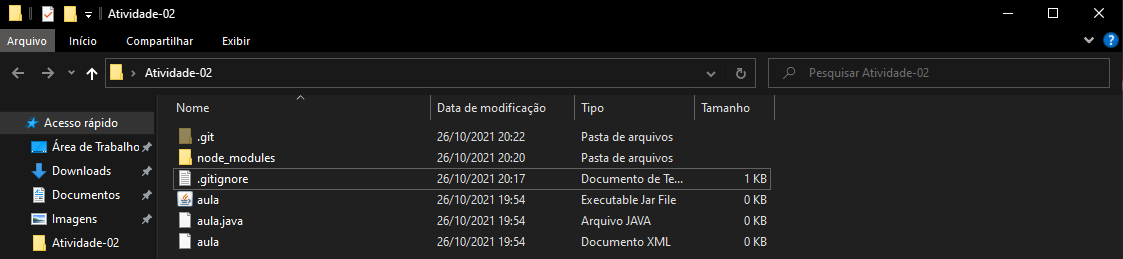 Atividade-02
Arquivo Início Compartilhar Exibir
Atividade-02 Pesquisar Atividade-02
Nome Data de modificação Tipo Tamanho
Acesso rápido
Área de Trabalho
Downloads
Documentos
Imagens
Atividade-02
.git 26/10/2021 20:22 Pasta de arquivos
node_modules 26/10/2021 20:20 Pasta de arquivos
.gitignore 26/10/2021 20:17 Documento de Te... 1 KB
aula 26/10/2021 19:54 Executable Jar File 0 KB
aula.java 26/10/2021 19:54 Arquivo JAVA 0 KB
aula 26/10/2021 19:54 Documento XML 0 KB